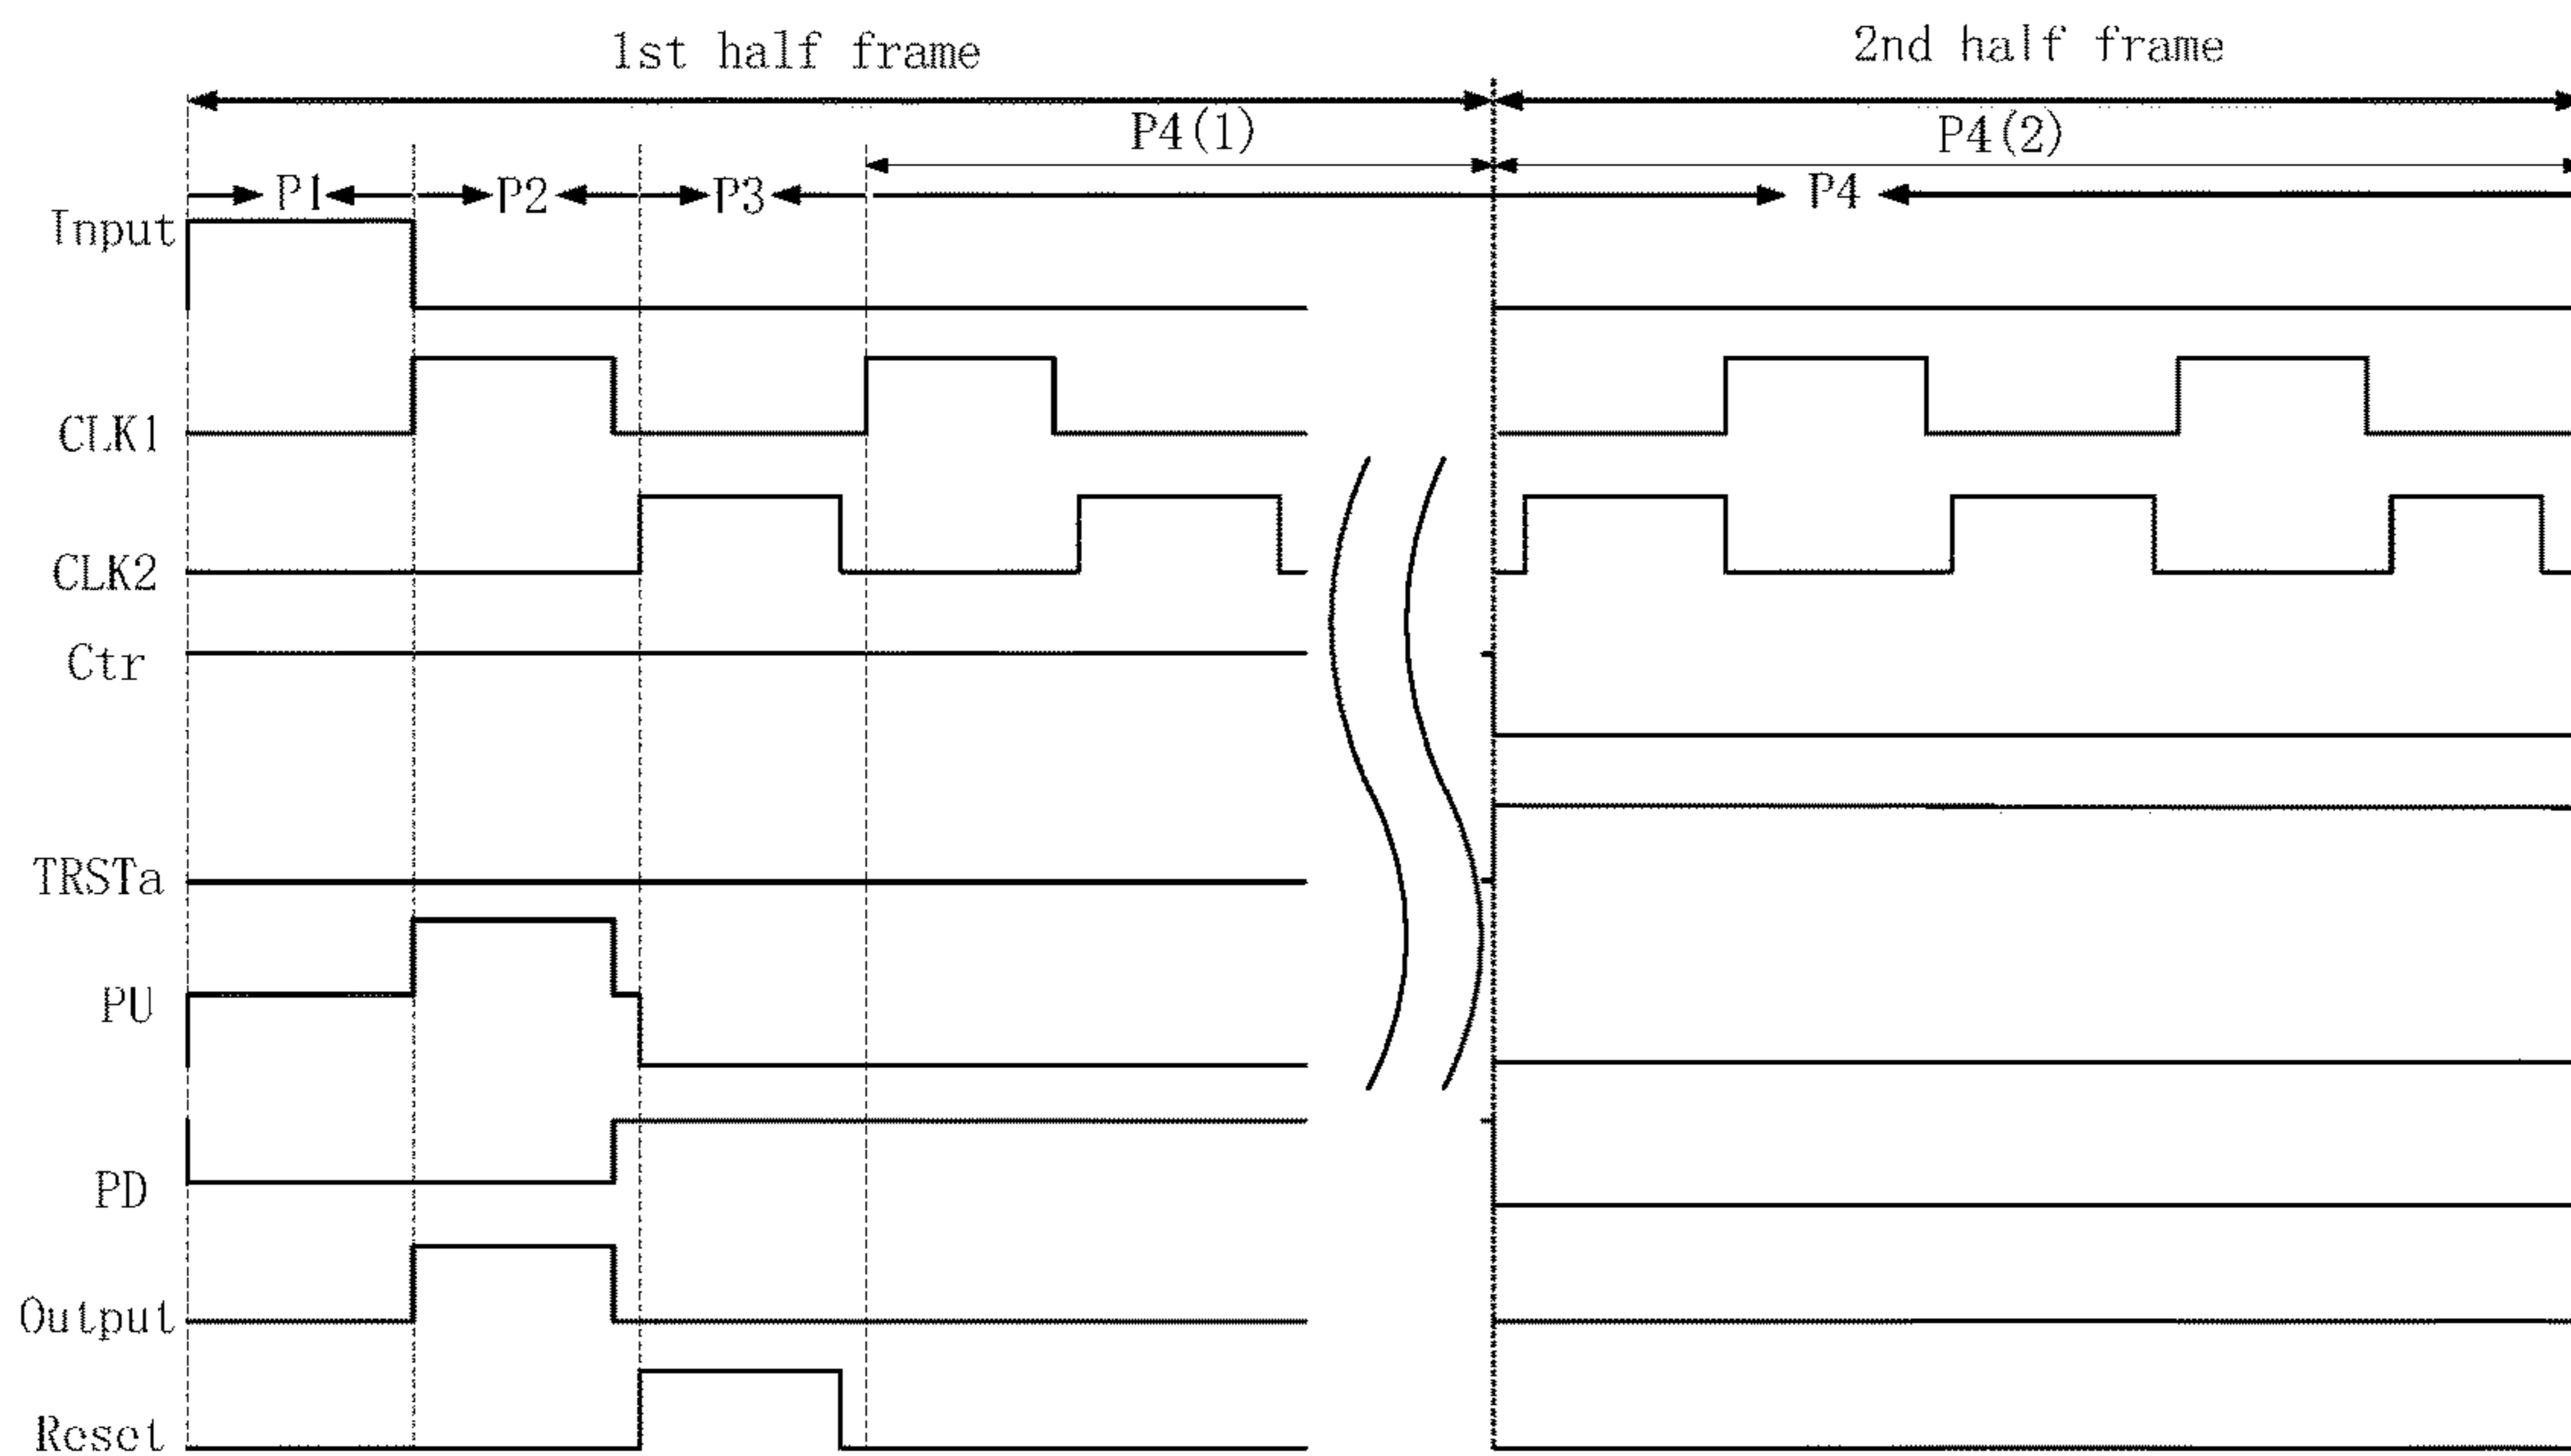 1st half frame
2nd half frame
P4(1)
P4(2)
P1
P2
P3
P4
Input
CLK1
CLK2
Ctr
TRSTa
PU
PD
Output
Reset